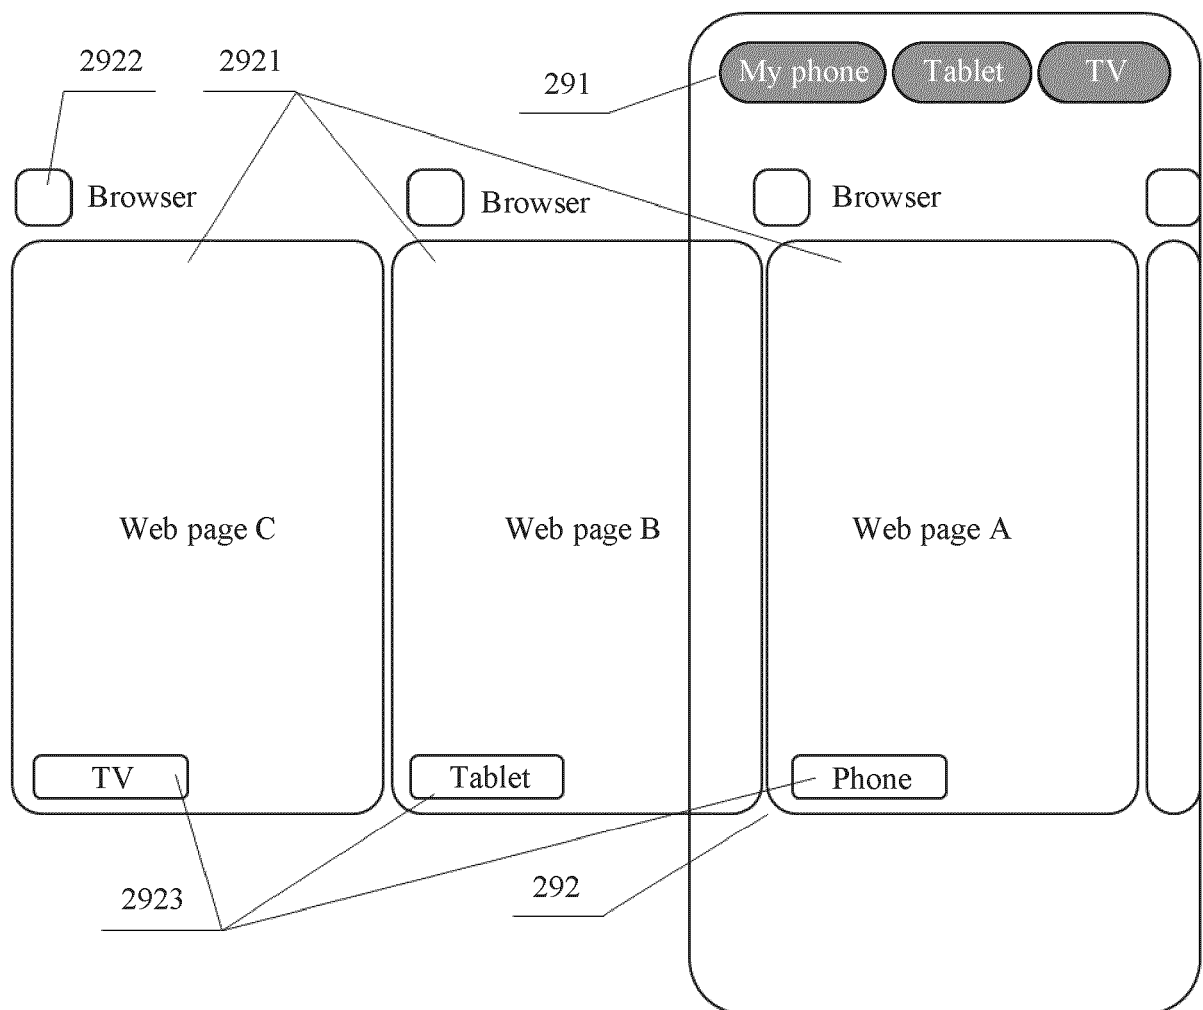 2922
2921
291
My phone
Tablet
TV
Browser
Browser
Browser
Web page C
Web page B
Web page A
TV
Tablet
Phone
2923
292